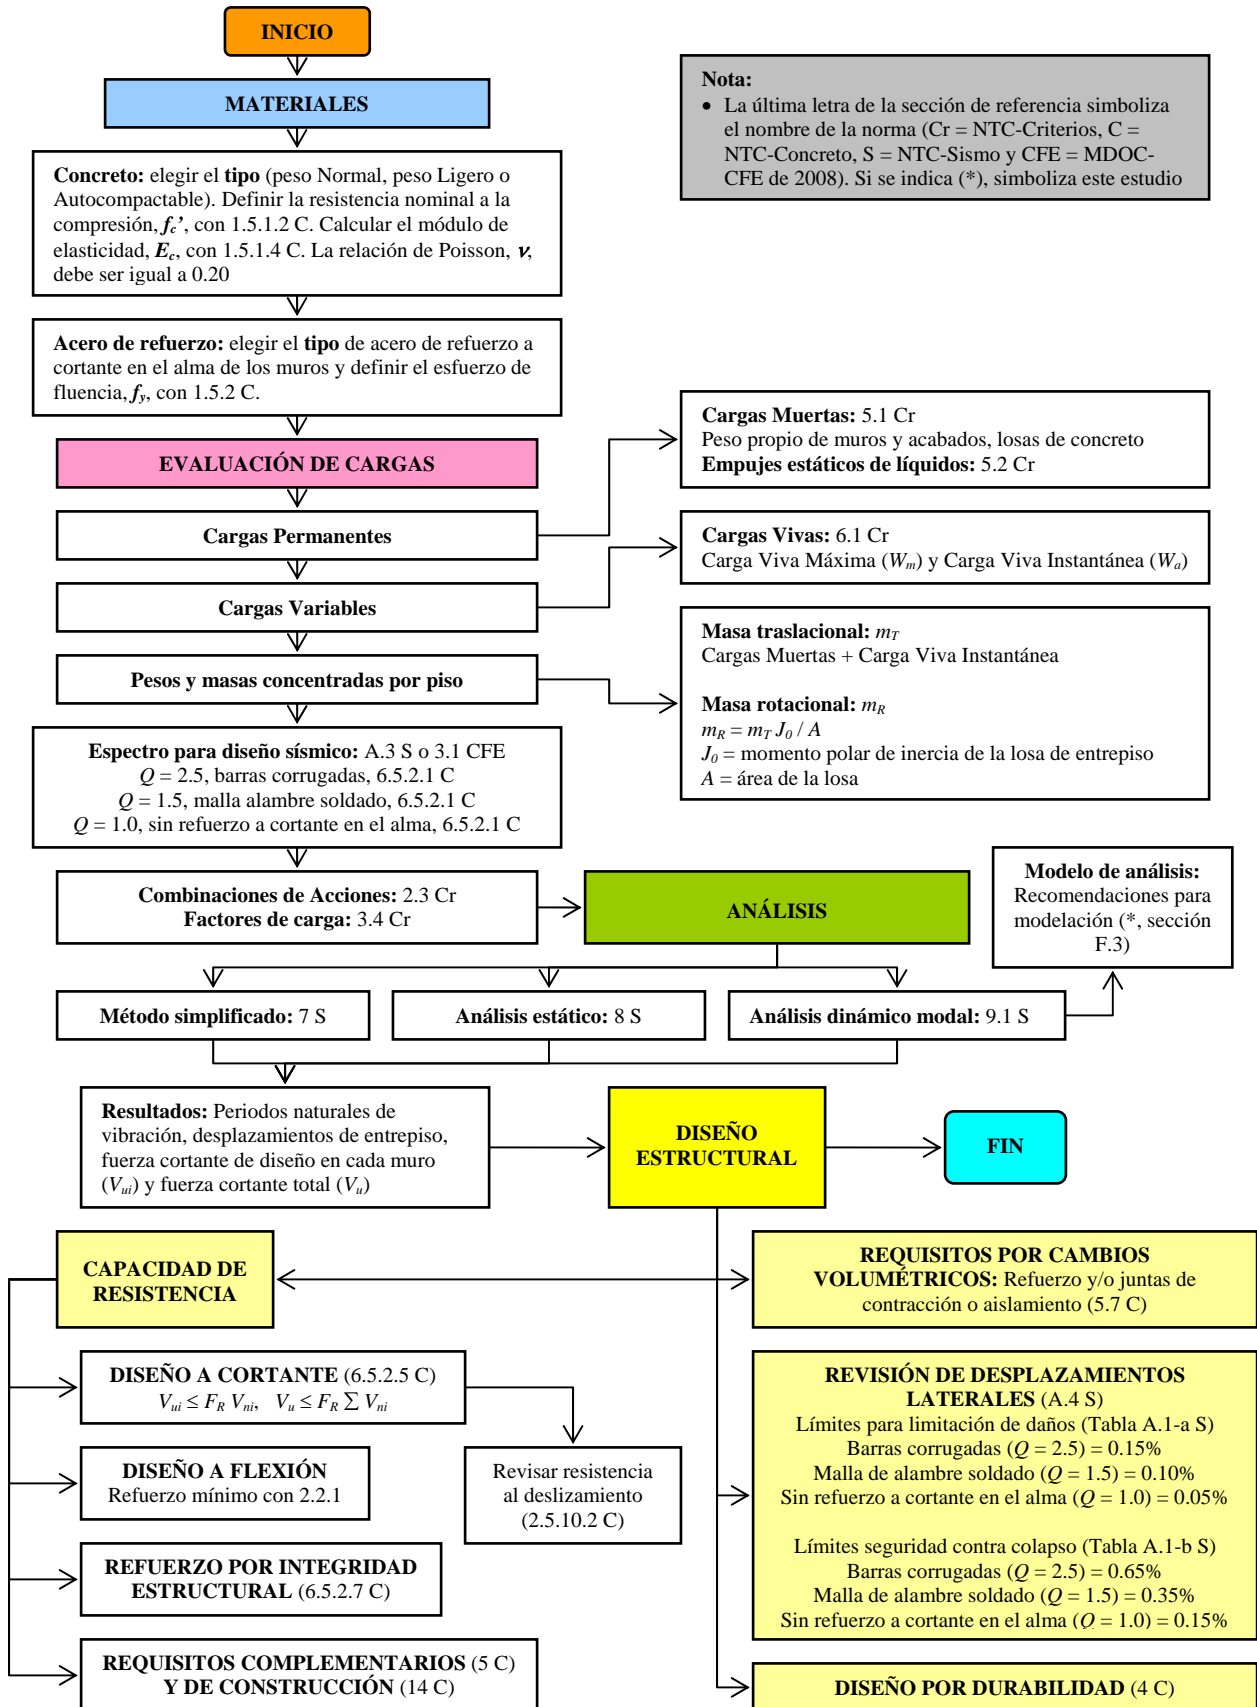 INICIO
MATERIALES
Nota:
• La última letra de la sección de referencia simboliza
el nombre de la norma (Cr = NTC-Criterios, C =
NTC-Concreto, S = NTC-Sismo y CFE = MDOC-
CFE de 2008). Si se indica (*), simboliza este estudio
Concreto: elegir el tipo (peso Normal, peso Ligero o
Autocompactable). Definir la resistencia nominal a la
compresión, fc’, con 1.5.1.2 C. Calcular el módulo de
elasticidad, Ec, con 1.5.1.4 C. La relación de Poisson, ν,
debe ser igual a 0.20
Acero de refuerzo: elegir el tipo de acero de refuerzo a
cortante en el alma de los muros y definir el esfuerzo de
fluencia, fy, con 1.5.2 C.
EVALUACIÓN DE CARGAS
Cargas Muertas: 5.1 Cr
Peso propio de muros y acabados, losas de concreto
Empujes estáticos de líquidos: 5.2 Cr
Cargas Permanentes
Cargas Vivas: 6.1 Cr
Carga Viva Máxima (Wm) y Carga Viva Instantánea (Wa)
Cargas Variables
Masa traslacional: mT
Cargas Muertas + Carga Viva Instantánea
Masa rotacional: mR
mR = mT J0 / A
J0 = momento polar de inercia de la losa de entrepiso
A = área de la losa
Pesos y masas concentradas por piso
Espectro para diseño sísmico: A.3 S o 3.1 CFE
Q = 2.5, barras corrugadas, 6.5.2.1 C
Q = 1.5, malla alambre soldado, 6.5.2.1 C
Q = 1.0, sin refuerzo a cortante en el alma, 6.5.2.1 C
Combinaciones de Acciones: 2.3 Cr
Factores de carga: 3.4 Cr
ANÁLISIS
Modelo de análisis:
Recomendaciones para
modelación (*, sección
F.3)
Método simplificado: 7 S
Análisis estático: 8 S
Análisis dinámico modal: 9.1 S
Resultados: Periodos naturales de
vibración, desplazamientos de entrepiso,
fuerza cortante de diseño en cada muro
(Vui) y fuerza cortante total (Vu)
DISEÑO
ESTRUCTURAL
FIN
CAPACIDAD DE
RESISTENCIA
REQUISITOS POR CAMBIOS
VOLUMÉTRICOS: Refuerzo y/o juntas de
contracción o aislamiento (5.7 C)
DISEÑO A CORTANTE (6.5.2.5 C)
Vui ≤ FR Vni, Vu ≤ FR ∑ Vni
DISEÑO A FLEXIÓN
Refuerzo mínimo con 2.2.1
Revisar resistencia
al deslizamiento
(2.5.10.2 C)
REFUERZO POR INTEGRIDAD
ESTRUCTURAL (6.5.2.7 C)
REQUISITOS COMPLEMENTARIOS (5 C)
Y DE CONSTRUCCIÓN (14 C)
REVISIÓN DE DESPLAZAMIENTOS
LATERALES (A.4 S)
Límites para limitación de daños (Tabla A.1-a S)
Barras corrugadas (Q = 2.5) = 0.15%
Malla de alambre soldado (Q = 1.5) = 0.10%
Sin refuerzo a cortante en el alma (Q = 1.0) = 0.05%
Límites seguridad contra colapso (Tabla A.1-b S)
Barras corrugadas (Q = 2.5) = 0.65%
Malla de alambre soldado (Q = 1.5) = 0.35%
Sin refuerzo a cortante en el alma (Q = 1.0) = 0.15%
DISEÑO POR DURABILIDAD (4 C)